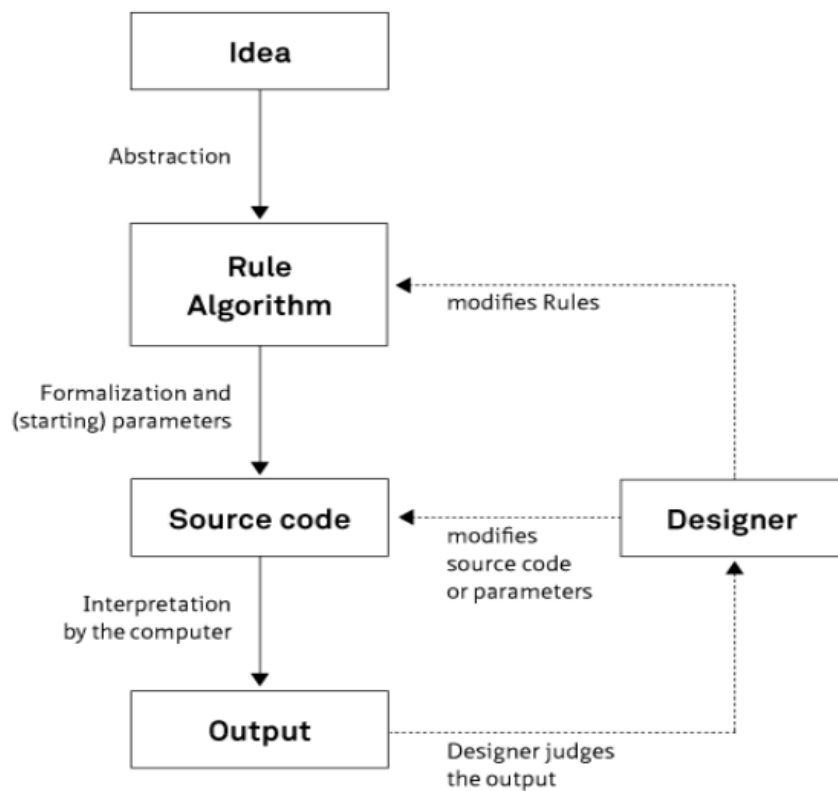 Idea
Abstraction
Rule
Algorithm
modifies Rules
Formalization and
(starting) parameters
Source code
modifies
source code
or parameters
Designer
Interpretation
by the computer
Output
Designer judges
the output